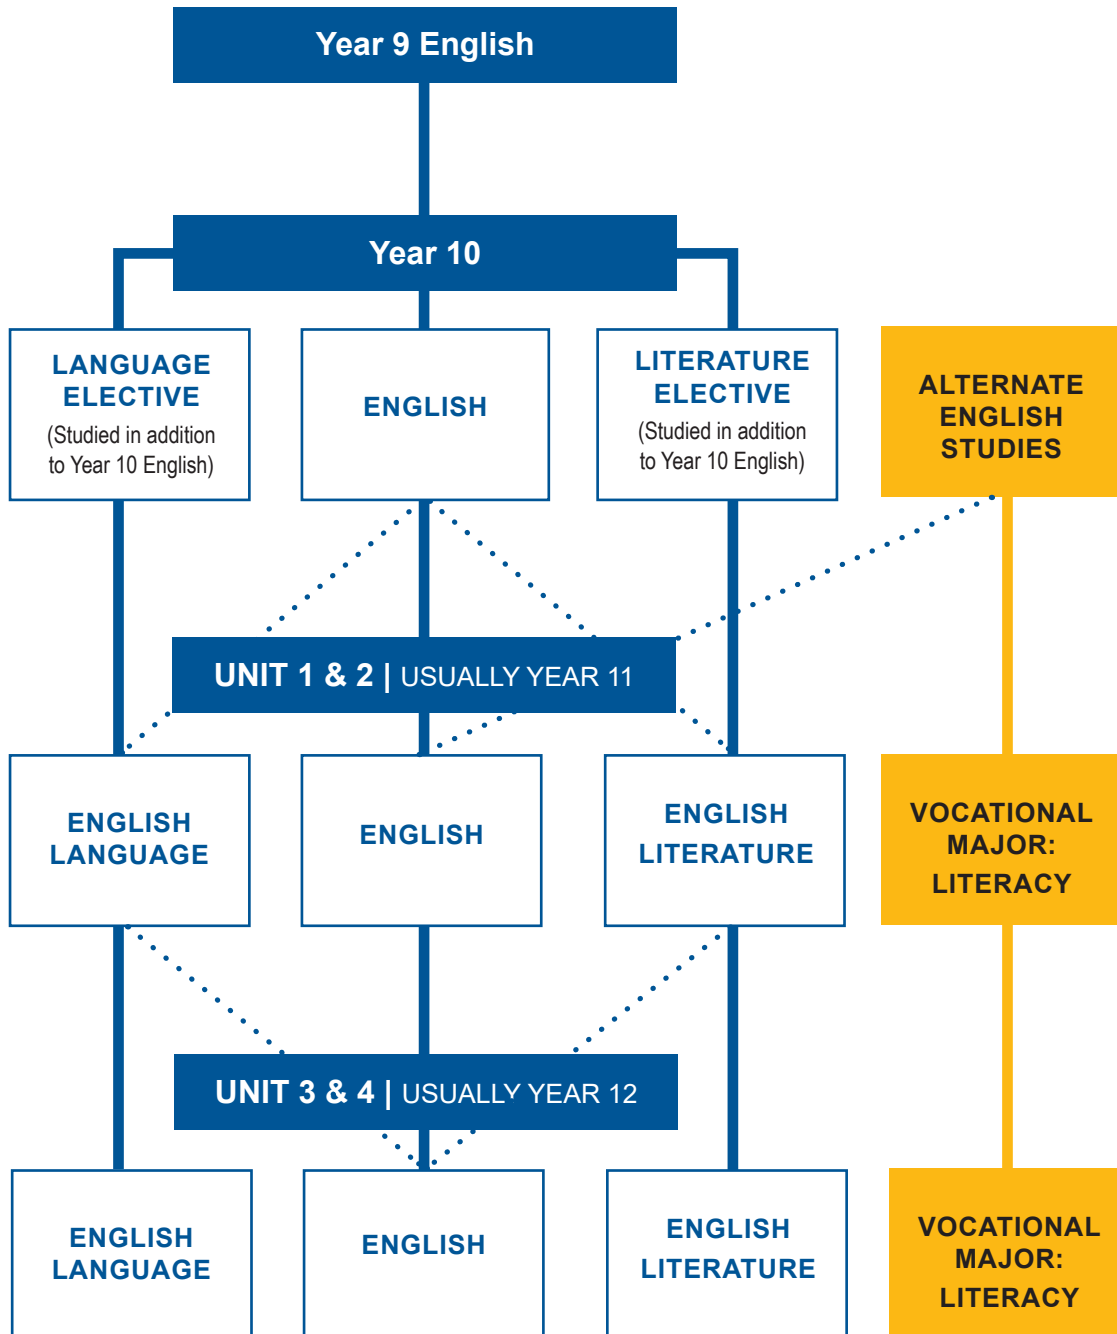 Year 9 English
Year 10
LANGUAGE
ELECTIVE
(Studied in addition
to Year 10 English)
ENGLISH
LITERATURE
ELECTIVE
(Studied in addition
to Year 10 English)
ALTERNATE
ENGLISH
STUDIES
UNIT 1 & 2 | USUALLY YEAR 11
ENGLISH
LANGUAGE
ENGLISH
ENGLISH
LITERATURE
VOCATIONAL
MAJOR:
LITERACY
UNIT 3 & 4 | USUALLY YEAR 12
ENGLISH
LANGUAGE
ENGLISH
ENGLISH
LITERATURE
VOCATIONAL
MAJOR:
LITERACY